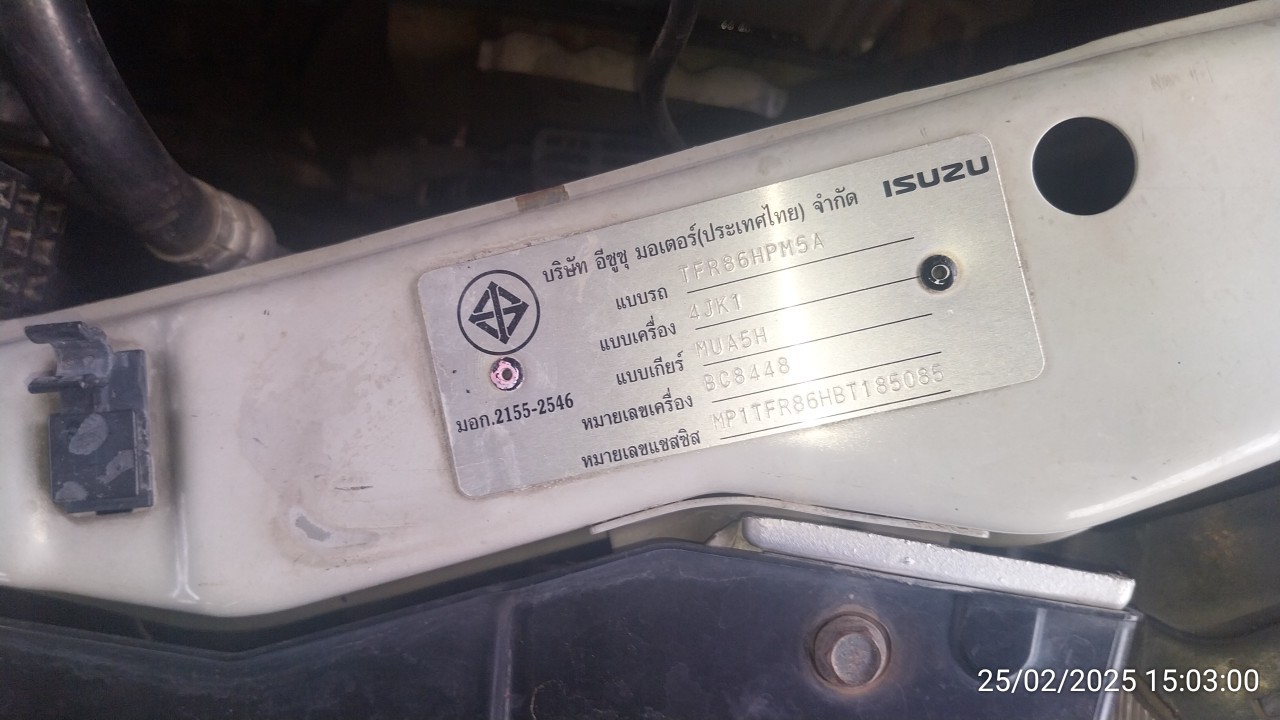 ISUZU
บริษัท อีซูซุ มอเตอร์(ประเทศไทย) จำกัด
แบบรถ TFR86HPM5A
แบบเครื่อง 4JK1
แบบเกียร์ MUA5H
หมายเลขเครื่อง BC8448
หมายเลขแชสซิส MP1TFR86HBT185085
มอก.2155-2546
25/02/2025 15:03:00